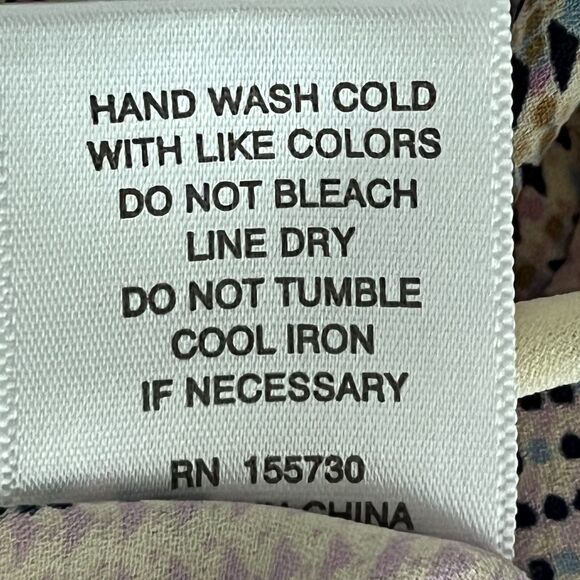 HAND WASH COLD
WITH LIKE COLORS
DO NOT BLEACH
LINE DRY
DO NOT TUMBLE
COOL IRON
IF NECESSARY
RN 155730
CHINA